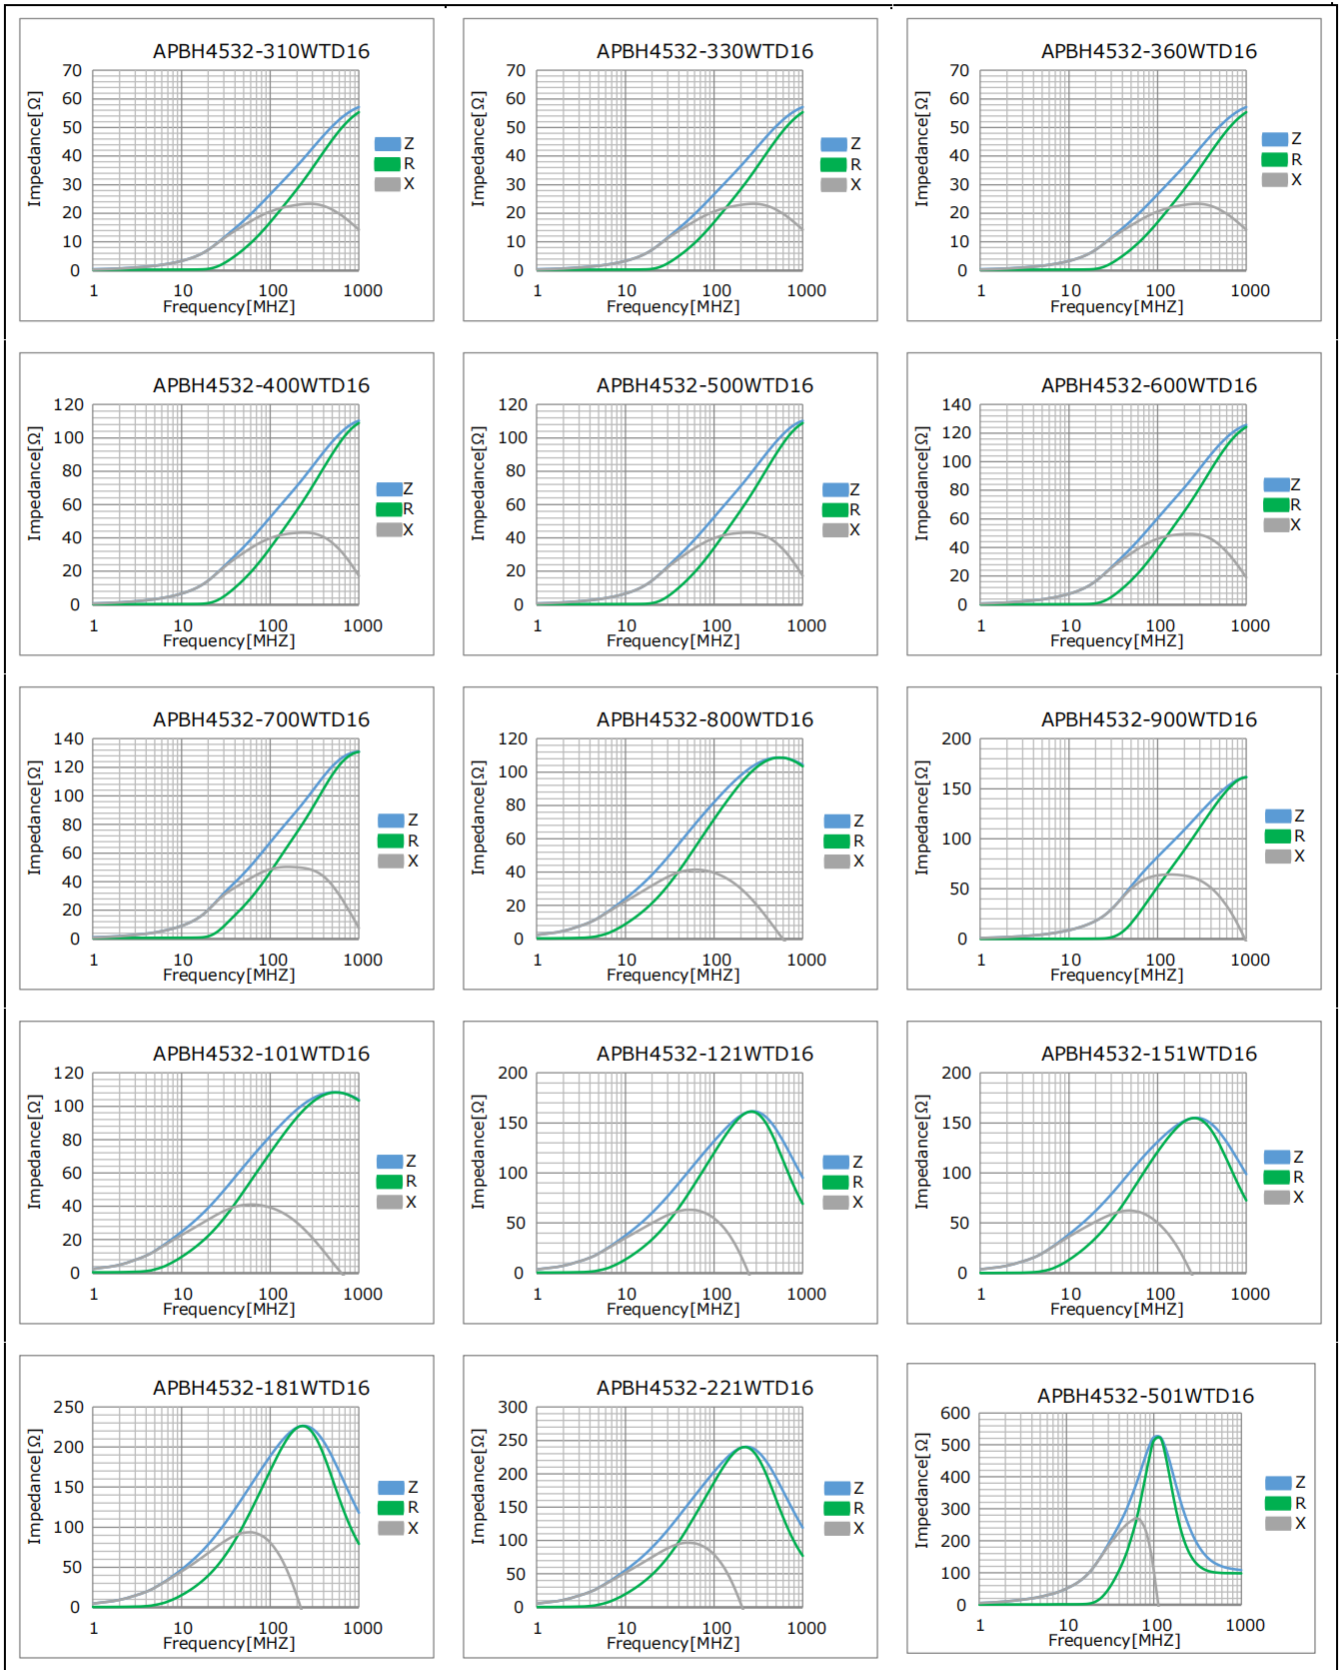 APBH4532-310WTD16
Impedance[Ω]
70
60
50
40
30
20
10
0
1 10 100 1000
Frequency[MHZ]
Z
R
X
APBH4532-330WTD16
Impedance[Ω]
70
60
50
40
30
20
10
0
1 10 100 1000
Frequency[MHZ]
Z
R
X
APBH4532-360WTD16
Impedance[Ω]
70
60
50
40
30
20
10
0
1 10 100 1000
Frequency[MHZ]
Z
R
X
APBH4532-400WTD16
Impedance[Ω]
120
100
80
60
40
20
0
1 10 100 1000
Frequency[MHZ]
Z
R
X
APBH4532-500WTD16
Impedance[Ω]
120
100
80
60
40
20
0
1 10 100 1000
Frequency[MHZ]
Z
R
X
APBH4532-600WTD16
Impedance[Ω]
140
120
100
80
60
40
20
0
1 10 100 1000
Frequency[MHZ]
Z
R
X
APBH4532-700WTD16
Impedance[Ω]
140
120
100
80
60
40
20
0
1 10 100 1000
Frequency[MHZ]
Z
R
X
APBH4532-800WTD16
Impedance[Ω]
120
100
80
60
40
20
0
1 10 100 1000
Frequency[MHZ]
Z
R
X
APBH4532-900WTD16
Impedance[Ω]
200
150
100
50
0
1 10 100 1000
Frequency[MHZ]
Z
R
X
APBH4532-101WTD16
Impedance[Ω]
120
100
80
60
40
20
0
1 10 100 1000
Frequency[MHZ]
Z
R
X
APBH4532-121WTD16
Impedance[Ω]
200
150
100
50
0
1 10 100 1000
Frequency[MHZ]
Z
R
X
APBH4532-151WTD16
Impedance[Ω]
200
150
100
50
0
1 10 100 1000
Frequency[MHZ]
Z
R
X
APBH4532-181WTD16
Impedance[Ω]
250
200
150
100
50
0
1 10 100 1000
Frequency[MHZ]
Z
R
X
APBH4532-221WTD16
Impedance[Ω]
300
250
200
150
100
50
0
1 10 100 1000
Frequency[MHZ]
Z
R
X
APBH4532-501WTD16
Impedance[Ω]
600
500
400
300
200
100
0
1 10 100 1000
Frequency[MHZ]
Z
R
X